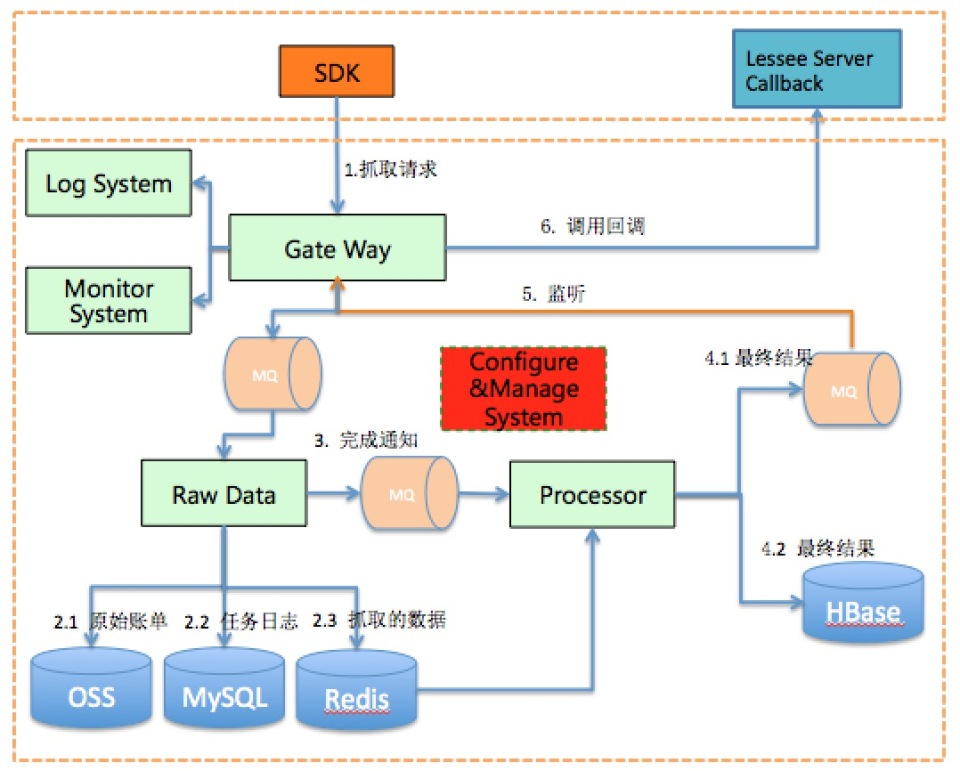 SDK
Lessee Server
Callback
1.抓取请求
Log System
Gate Way
6. 调用回调
Monitor
System
5. 监听
MQ
Configure
&Manage
System
4.1 最终结果
MQ
3. 完成通知
Raw Data
MQ
Processor
4.2 最终结果
HBase
2.1 原始账单
2.2 任务日志
2.3 抓取的数据
OSS
MySQL
Redis